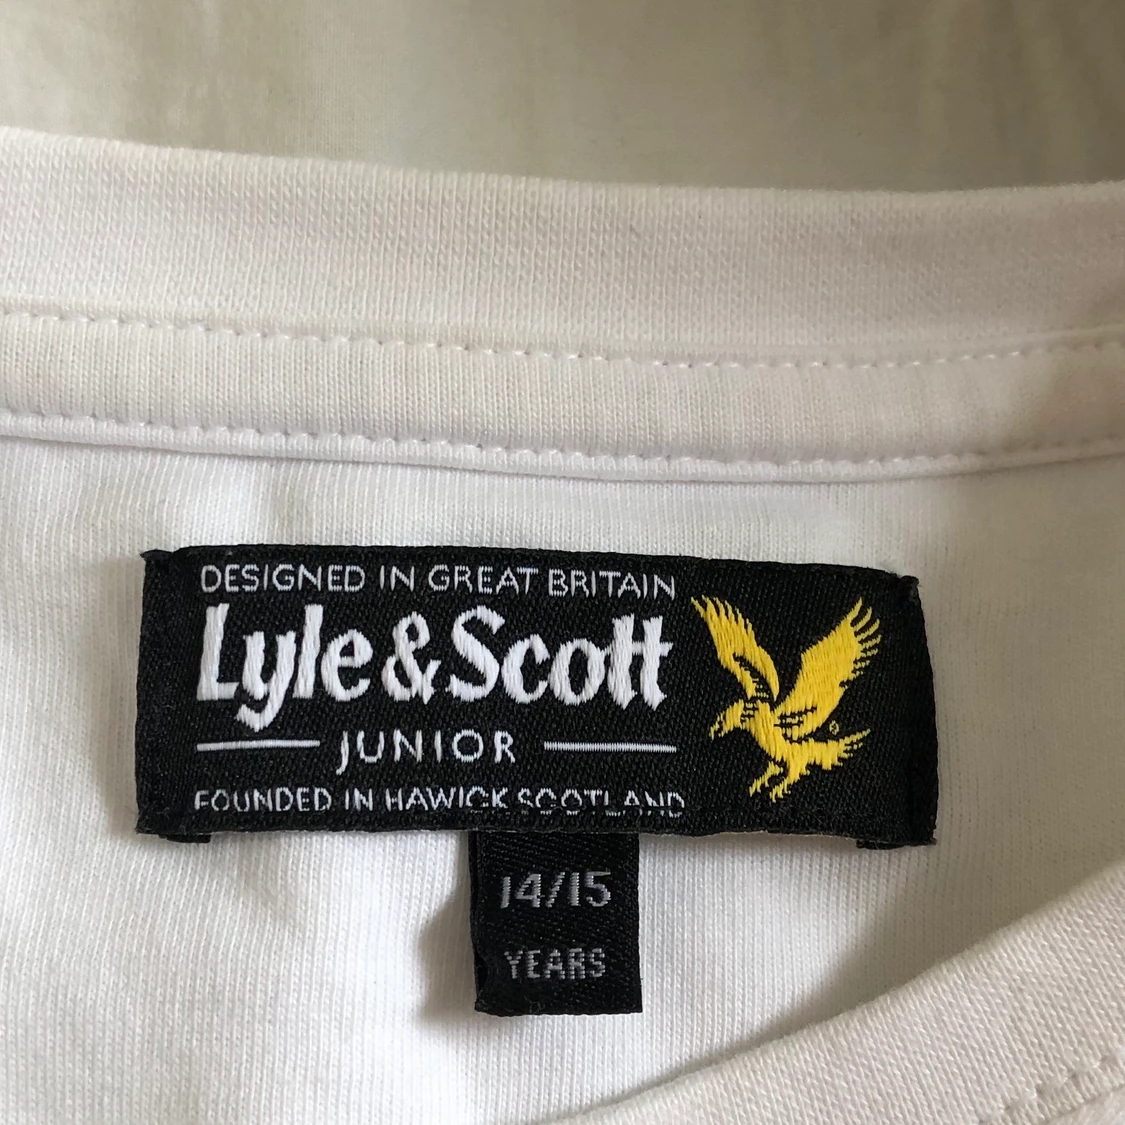 DESIGNED IN GREAT BRITAIN
Lyle & Scott
JUNIOR
FOUNDED IN HAWICK SCOTLAND
14/15
YEARS